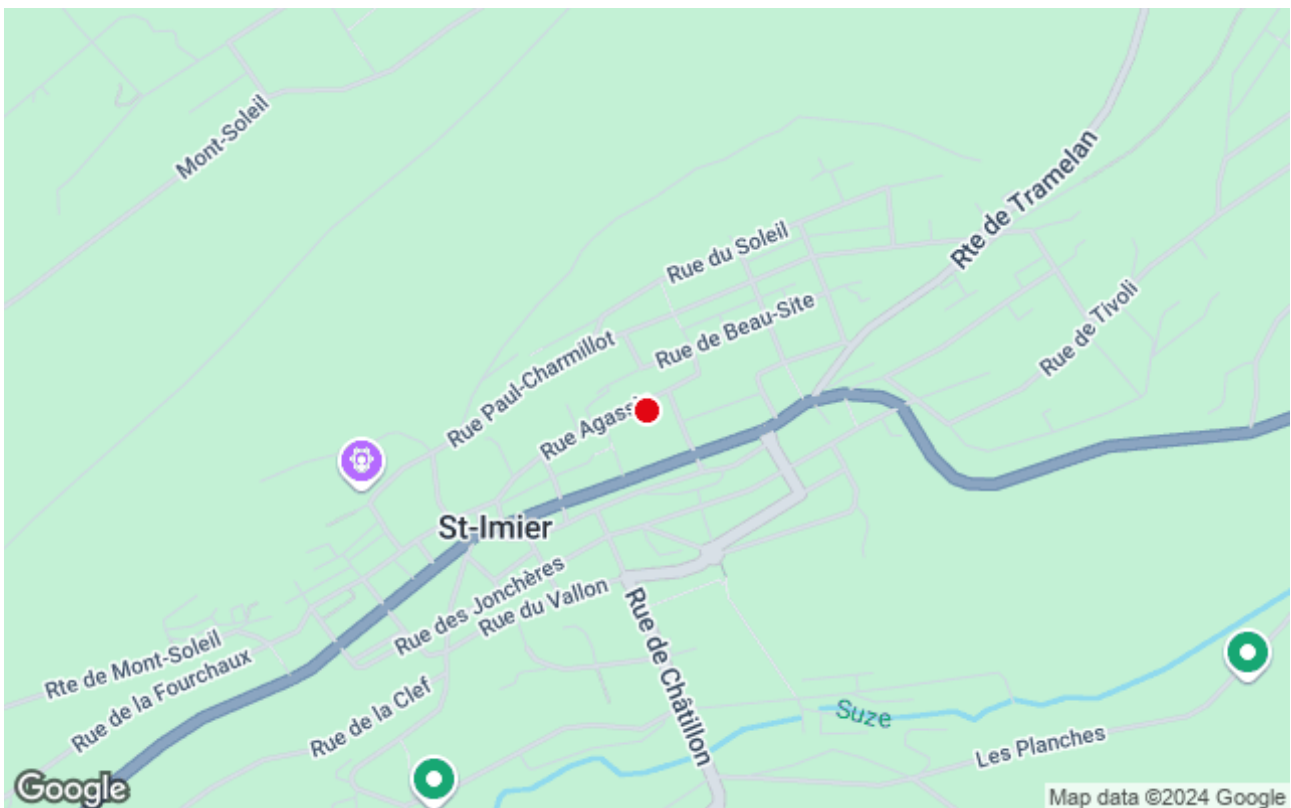 Mont-Soleil
Rte de Tramelan
Rue du Soleil
Rue de Tivoli
Rue de Beau-Site
Rue Paul-Charmillot
Rue Agassi
St-Imier
Rue des Jonchères
Rue du Vallon
Rue de Châtillon
Rte de Mont-Soleil
Rue de la Fourchaux
Rue de la Clef
Suze
Les Planches
Google
Map data ©2024 Google